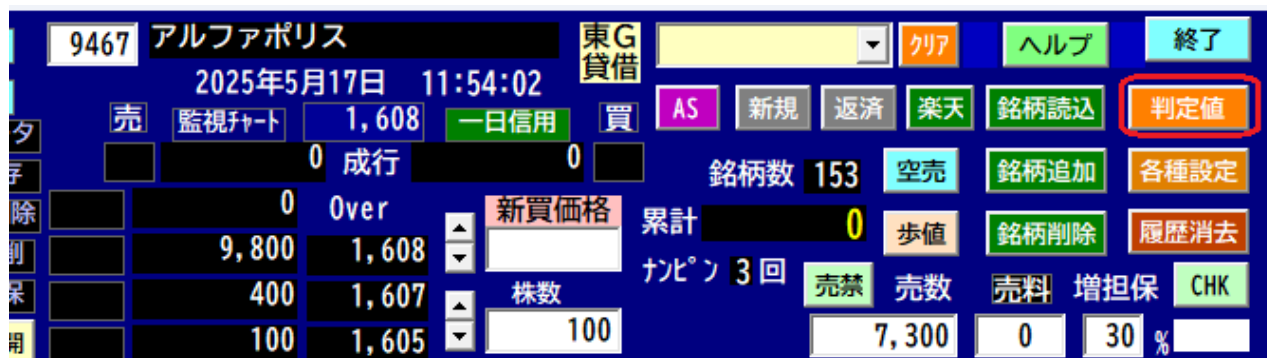 9467 アルファポリス 東G 貸借 クリア ヘルプ 終了
2025年5月17日 11:54:02
売 監視チャート 1,608 一日信用 買 AS 新規 返済 楽天 銘柄読込 判定値
タ
0 成行 0 銘柄数 153 空売 銘柄追加 各種設定
存
除 0 Over 新買価格 累計 0 歩値 銘柄削除 履歴消去
削 9,800 1,608 ナンピン 3回 売禁 売数 売料 増担保 CHK
400 1,607 株数
100 1,605 100 7,300 0 30 %
開